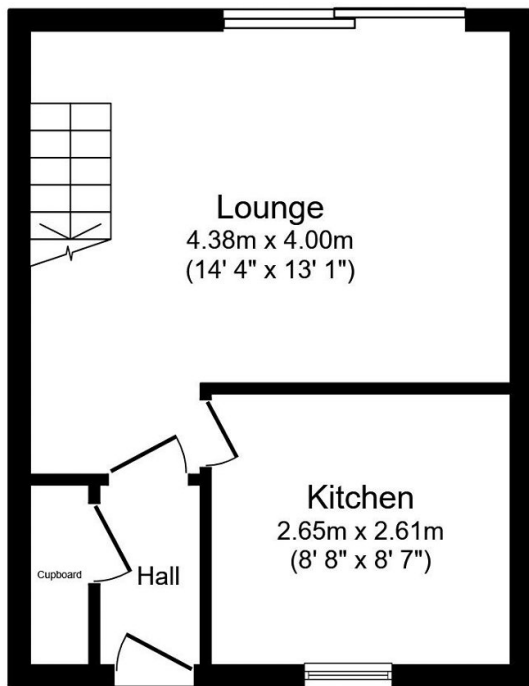 Lounge
4.38m x 4.00m
(14' 4" x 13' 1")
Kitchen
2.65m x 2.61m
(8' 8" x 8' 7")
Cupboard
Hall